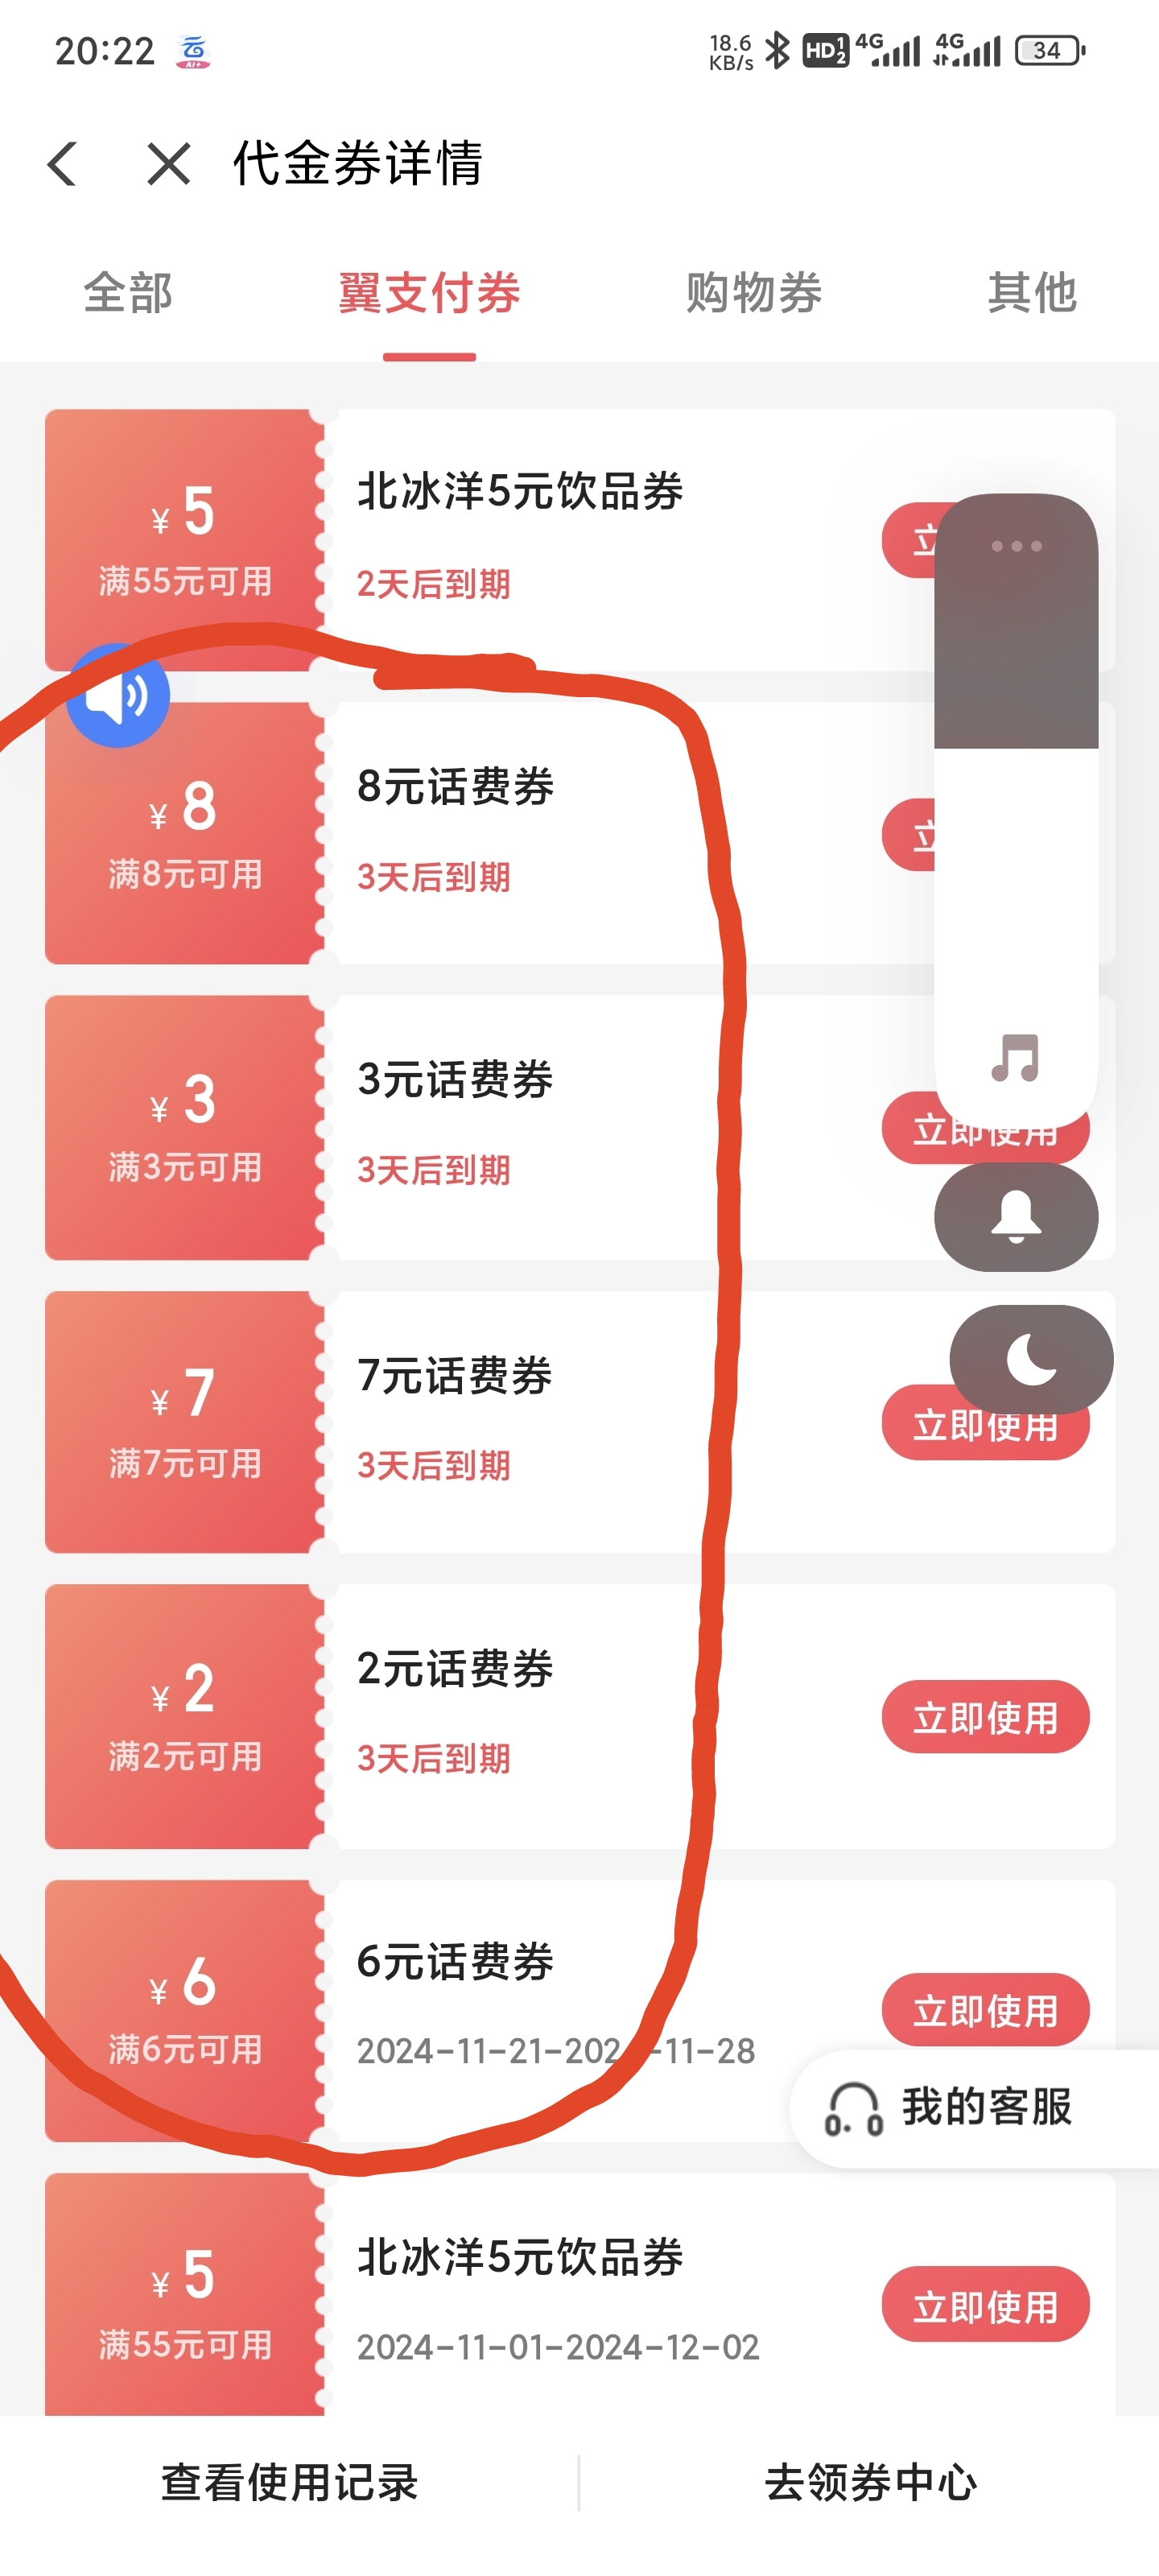 20:22
18.6
KB/s
HD 1 2
4G
4G
34
代金券详情
全部
翼支付券
购物券
其他
¥ 5
满55元可用
北冰洋5元饮品券
2天后到期
立
¥ 8
满8元可用
8元话费券
3天后到期
立
¥ 3
满3元可用
3元话费券
3天后到期
立即使用
¥ 7
满7元可用
7元话费券
3天后到期
立即使用
¥ 2
满2元可用
2元话费券
3天后到期
立即使用
¥ 6
满6元可用
6元话费券
2024-11-21-202 -11-28
立即使用
我的客服
¥ 5
满55元可用
北冰洋5元饮品券
2024-11-01-2024-12-02
立即使用
查看使用记录
去领券中心